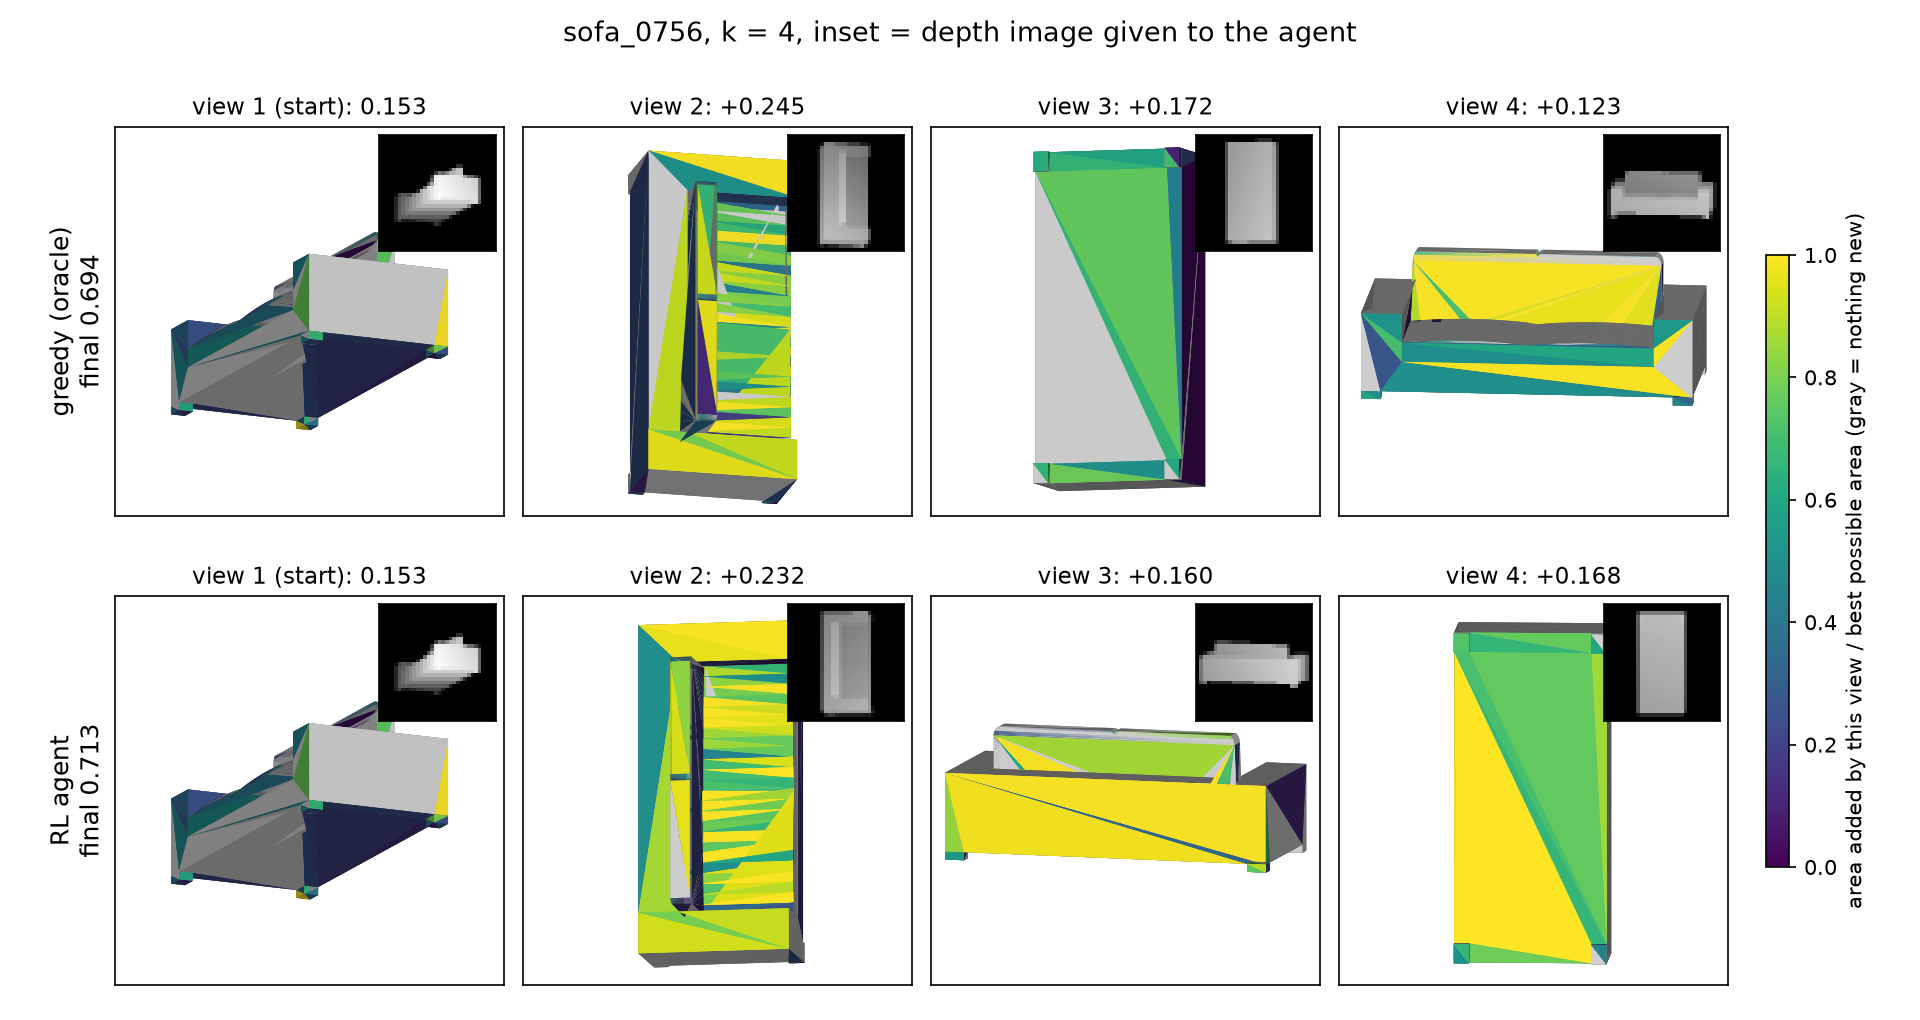 sofa_0756, k = 4, inset = depth image given to the agent
view 1 (start): 0.153
view 2: +0.245
view 3: +0.172
view 4: +0.123
greedy (oracle)
final 0.694
view 1 (start): 0.153
view 2: +0.232
view 3: +0.160
view 4: +0.168
RL agent
final 0.713
1.0
0.8
0.6
0.4
0.2
0.0
area added by this view / best possible area (gray = nothing new)